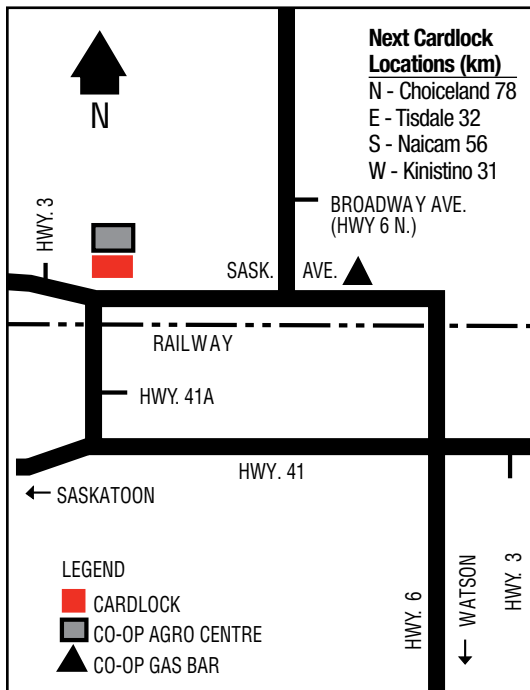 Next Cardlock
Locations (km)
N - Choiceland 78
E - Tisdale 32
S - Naicam 56
W - Kinistino 31
N
HWY. 3
BROADWAY AVE.
(HWY 6 N.)
SASK. AVE.
RAILWAY
HWY. 41A
HWY. 41
← SASKATOON
HWY. 6
WATSON
HWY. 3
LEGEND
CARDLOCK
CO-OP AGRO CENTRE
CO-OP GAS BAR